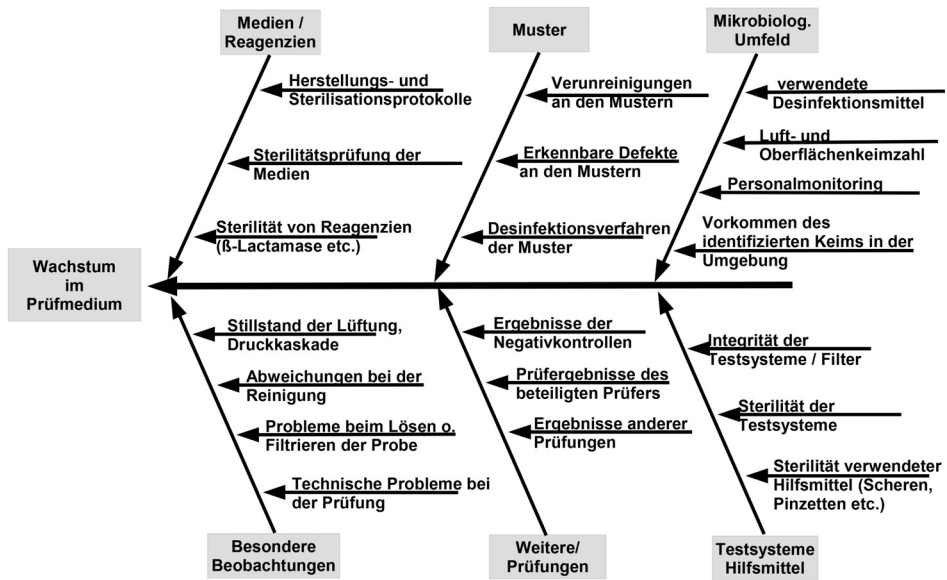 Medien /
Reagenzien
Muster
Mikrobiolog.
Umfeld
Herstellungs- und
Sterilisationsprotokolle
Sterilitätsprüfung der
Medien
Sterilität von Reagenzien
(ß-Lactamase etc.)
Verunreinigungen
an den Mustern
Erkennbare Defekte
an den Mustern
Desinfektionsverfahren
der Muster
verwendete
Desinfektionsmittel
Luft- und
Oberflächenkeimzahl
Personalmonitoring
Vorkommen des
identifizierten Keims in der
Umgebung
Wachstum
im
Prüfmedium
Stillstand der Lüftung,
Druckkaskade
Abweichungen bei der
Reinigung
Probleme beim Lösen o.
Filtrieren der Probe
Technische Probleme bei
der Prüfung
Ergebnisse der
Negativkontrollen
Prüfergebnisse des
beteiligten Prüfers
Ergebnisse anderer
Prüfungen
Integrität der
Testsysteme / Filter
Sterilität der
Testsysteme
Sterilität verwendeter
Hilfsmittel (Scheren,
Pinzetten etc.)
Besondere
Beobachtungen
Weitere/
Prüfungen
Testsysteme
Hilfsmittel